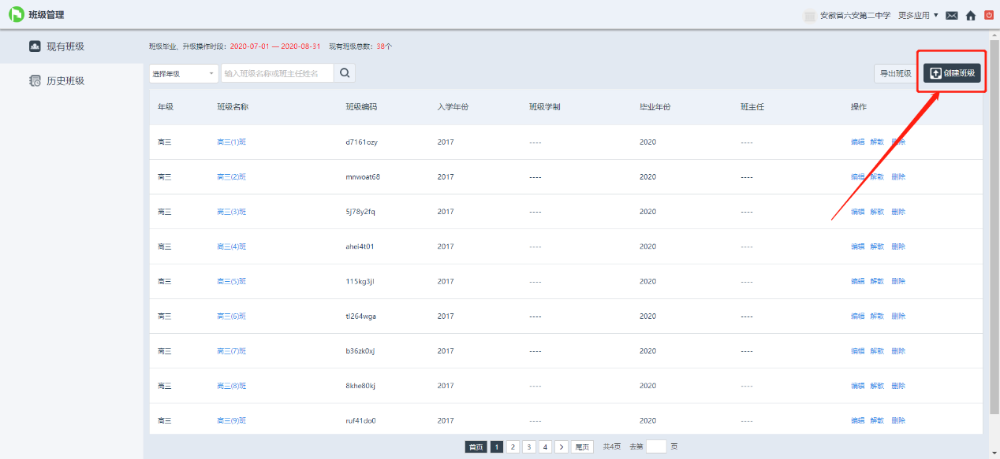 班级管理
安徽省六安第二中学 更多应用 ▼
现有班级
历史班级
班级毕业、升级操作时段：2020-07-01 — 2020-08-31 现有班级总数：38个
选择年级 输入班级名称或班主任姓名 导出班级 创建班级
年级 班级名称 班级编码 入学年份 班级学制 毕业年份 班主任 操作
高三 高三(1)班 d7161ozy 2017 ---- 2020 ---- 编辑 解散 删除
高三 高三(2)班 mnwoat68 2017 ---- 2020 ---- 编辑 解散 删除
高三 高三(3)班 5j78y2fq 2017 ---- 2020 ---- 编辑 解散 删除
高三 高三(4)班 ahei4t01 2017 ---- 2020 ---- 编辑 解散 删除
高三 高三(5)班 115kg3jl 2017 ---- 2020 ---- 编辑 解散 删除
高三 高三(6)班 tl264wga 2017 ---- 2020 ---- 编辑 解散 删除
高三 高三(7)班 b36zk0xj 2017 ---- 2020 ---- 编辑 解散 删除
高三 高三(8)班 8khe80kj 2017 ---- 2020 ---- 编辑 解散 删除
高三 高三(9)班 ruf41do0 2017 ---- 2020 ---- 编辑 解散 删除
首页 1 2 3 4 > 尾页 共4页 去第 页